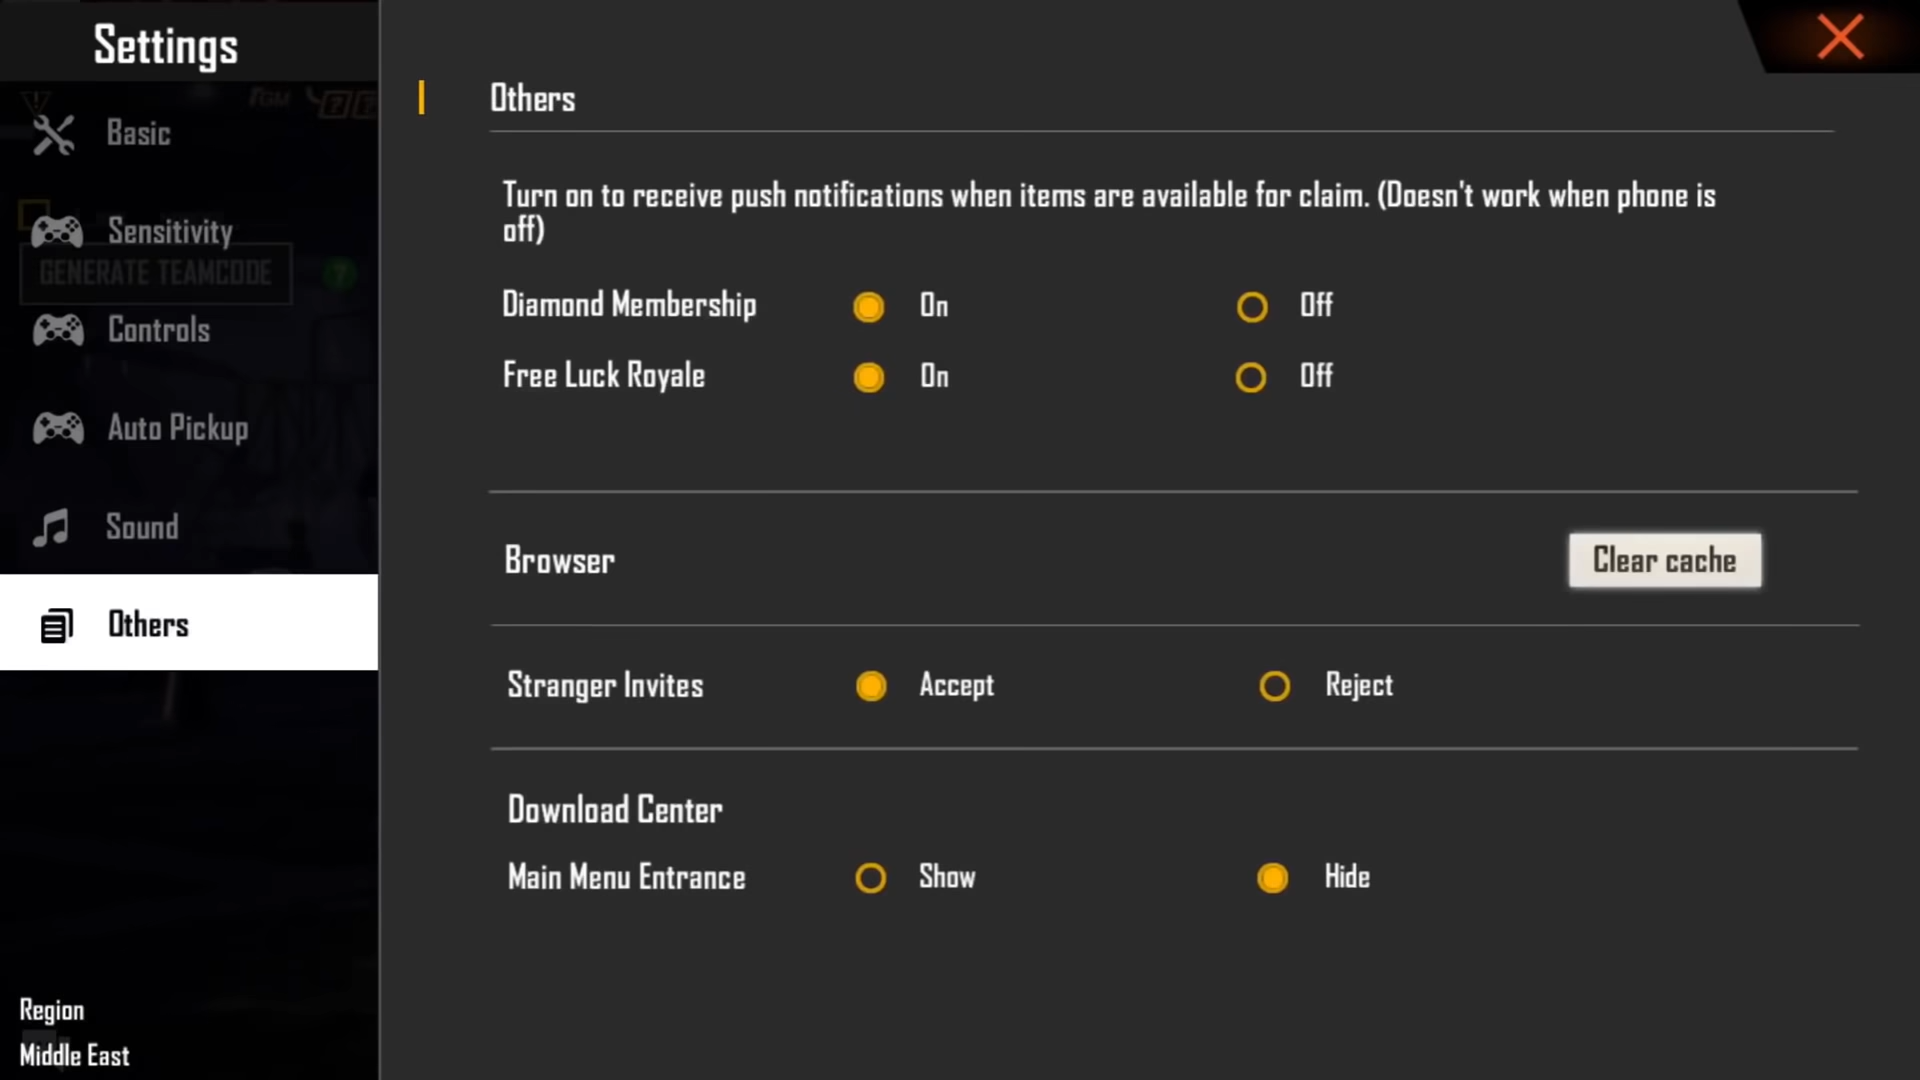 Settings
Basic
Sensitivity
GENERATE TEAMCODE
?
Controls
Auto Pickup
Sound
Others
Region
Middle East
Others
Turn on to receive push notifications when items are available for claim. (Doesn't work when phone is
off)
Diamond Membership On Off
Free Luck Royale On Off
Browser Clear cache
Stranger Invites Accept Reject
Download Center
Main Menu Entrance Show Hide